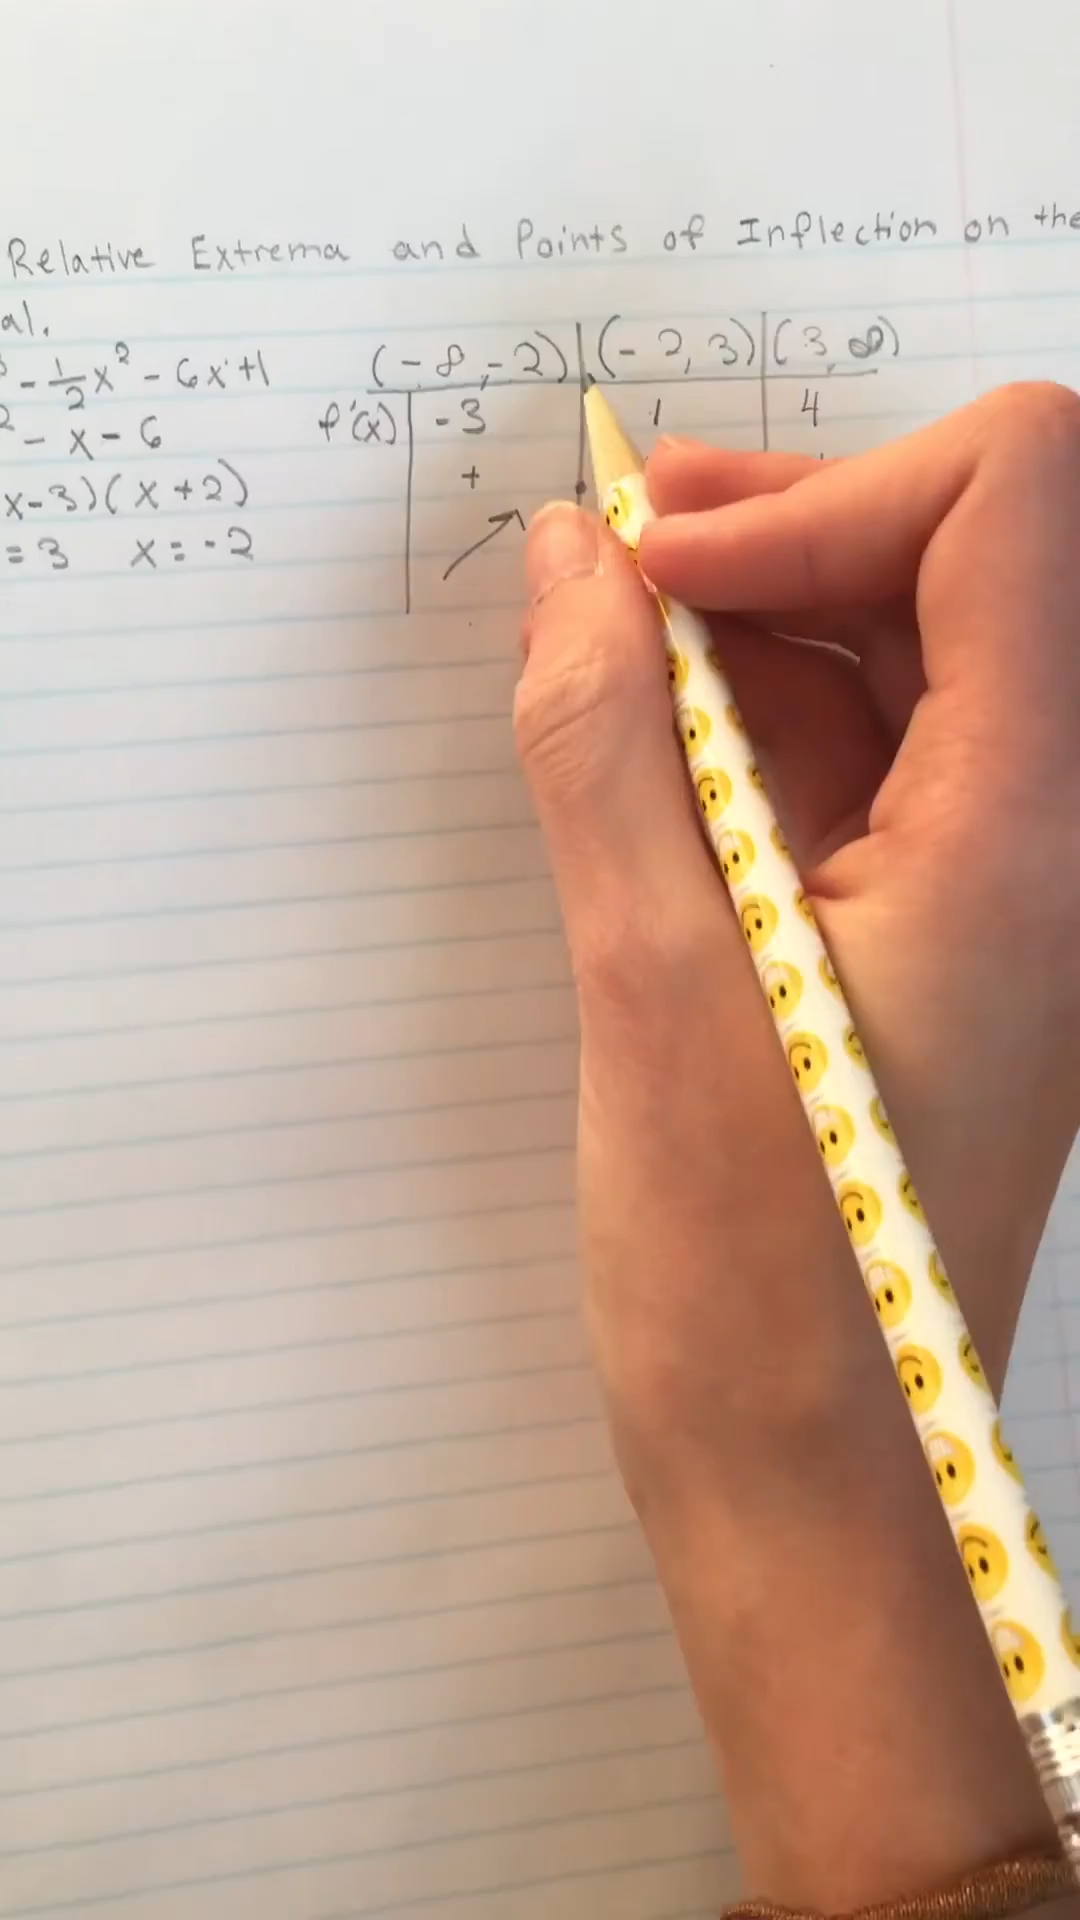 Relative Extrema and Points of Inflection on the
al.
- 1/2x² - 6x+1
² - x - 6
x-3)(x+2)
= 3 x = -2
(-∞,-2) | (-2,3) | (3,∞)
f'(x) | -3 1 4
+